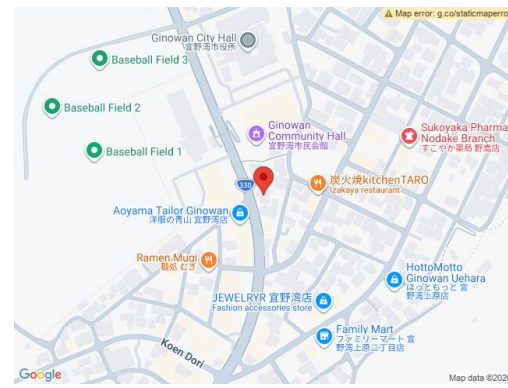 Map error: g.co/staticmaperro
Ginowan City Hall
宜野湾市役所
Baseball Field 3
Baseball Field 2
Baseball Field 1
Ginowan
Community Hall
宜野湾市民会館
Sukoyaka Pharma
Nodake Branch
すこやか薬局 野嵩店
330
炭火焼kitchenTARO
Izakaya restaurant
Aoyama Tailor Ginowan
洋服の青山 宜野湾店
Ramen Mugi
麺処 むぎ
HottoMotto
Ginowan Uehara
ほっともっと 宜
野湾上原店
JEWELRYR 宜野湾店
Fashion accessories store
Family Mart
ファミリーマート 宜
野湾上原二丁目店
Koen Dori
Google
Map data ©2026